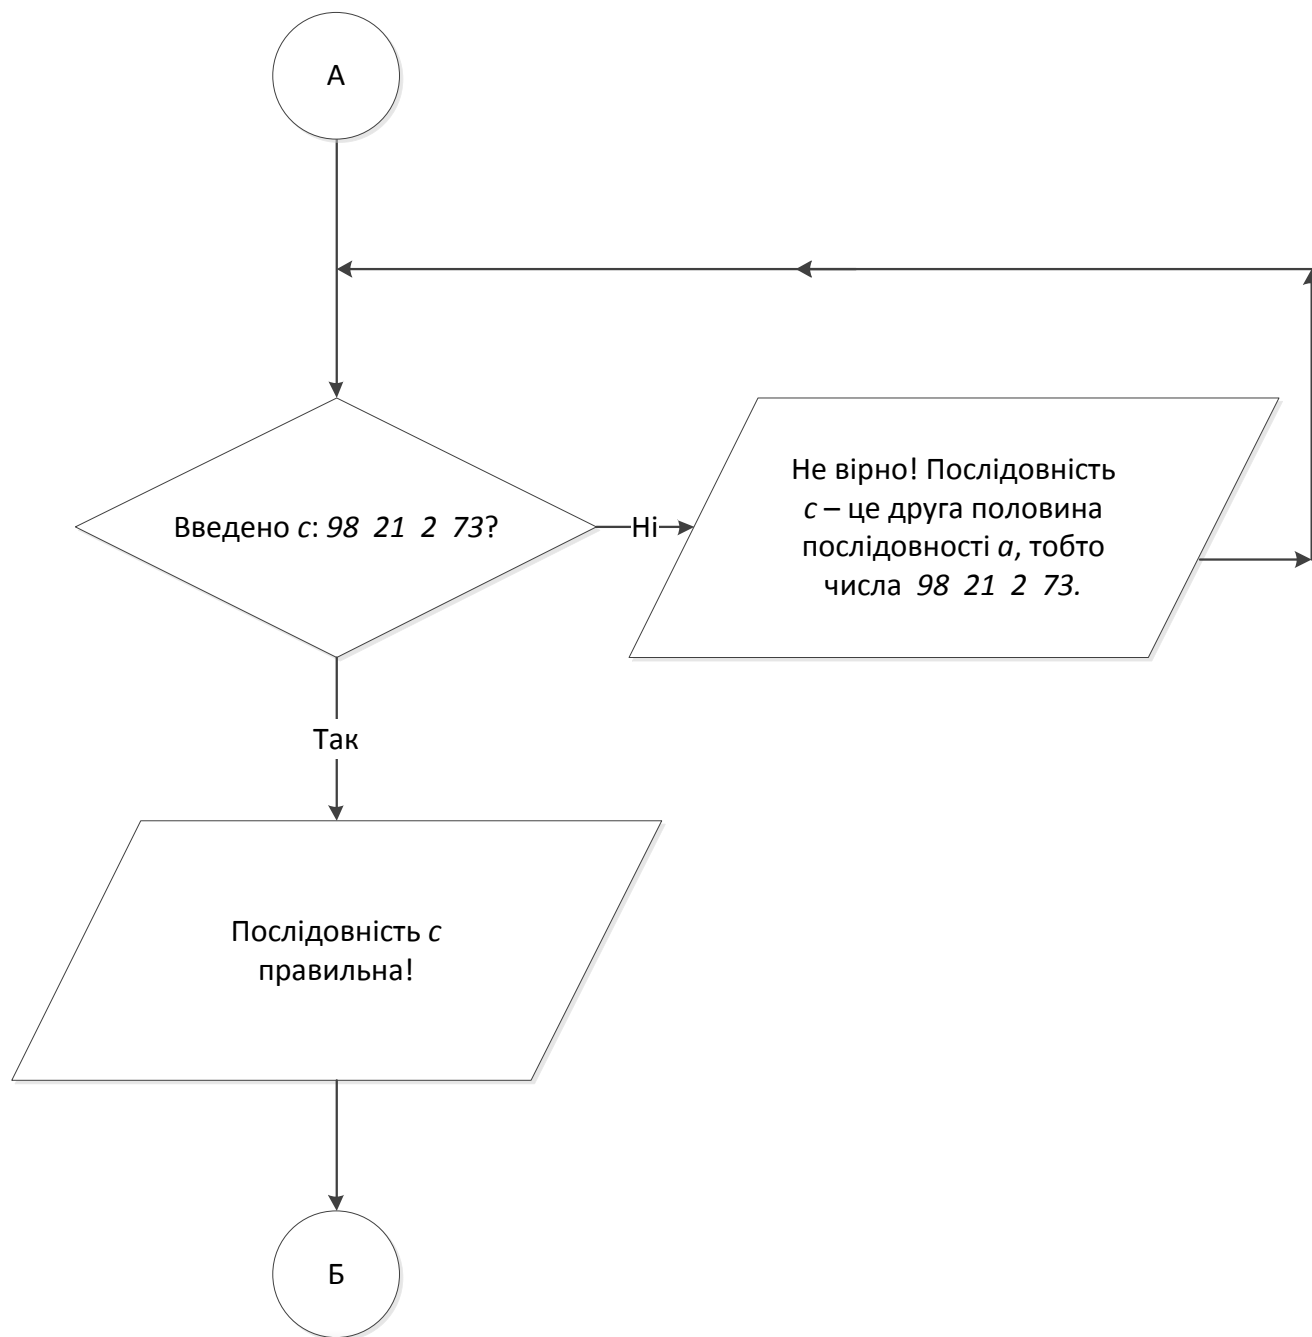 А
Введено c: 98 21 2 73?
Ні
Не вірно! Послідовність
c – це друга половина
послідовності a, тобто
числа 98 21 2 73.
Так
Послідовність c
правильна!
Б